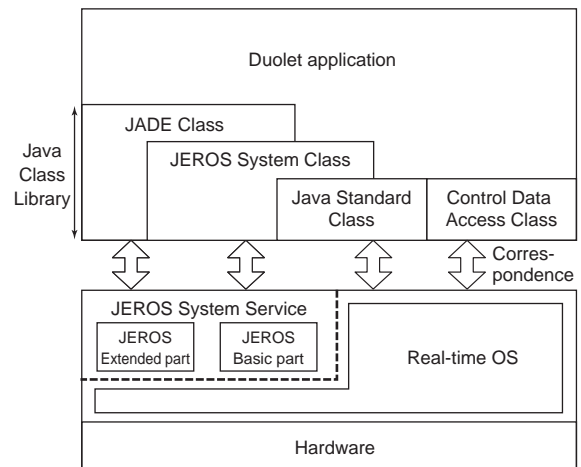 Duolet application
JADE Class
Java
Class
Library
JEROS System Class
Java Standard
Class
Control Data
Access Class
Corres-
pondence
JEROS System Service
JEROS
Extended part
JEROS
Basic part
Real-time OS
Hardware